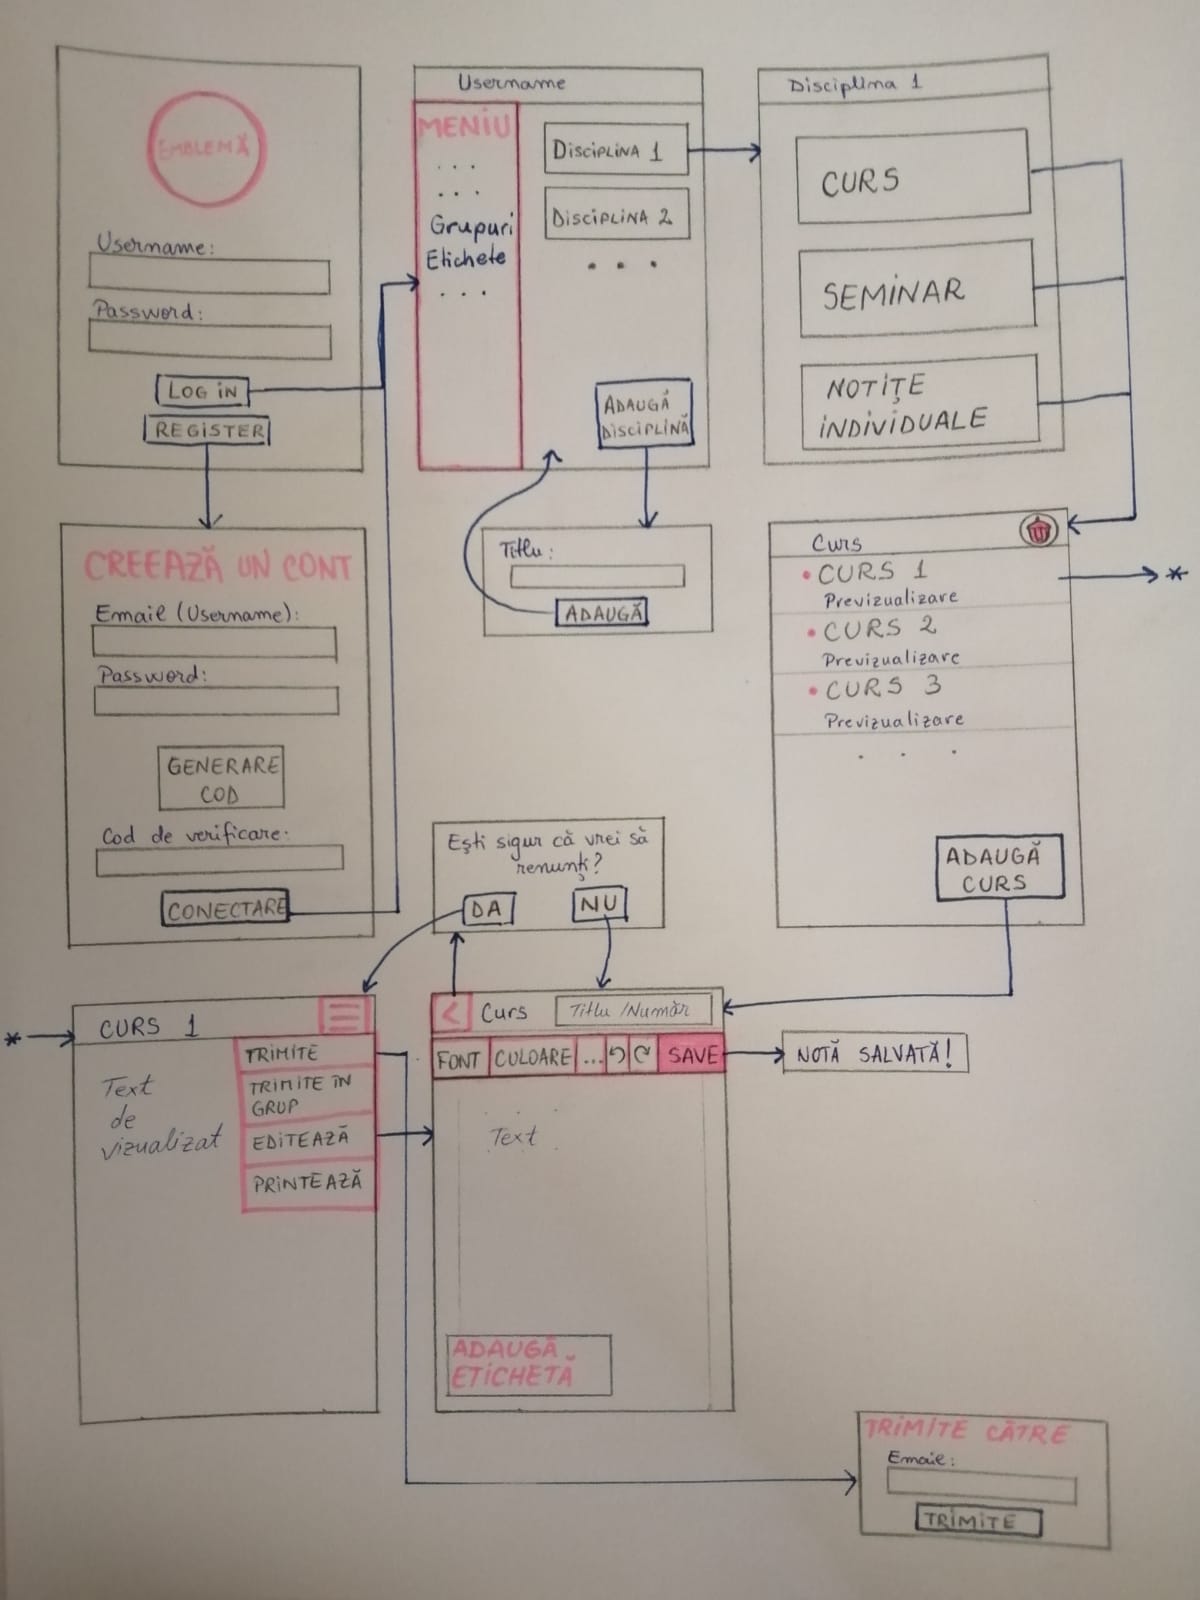 EMBLEMĂ
Username:
Password:
LOG iN
REGiSTER
Username
MENiU
. . .
. . .
Grupuri
Etichete
. . .
DisciPLiNA 1
DisciPLiNA 2
. . .
ADAUGĂ
DisciPLiNĂ
Disciplina 1
CURS
SEMiNAR
NOTiȚE
iNDiViDUALE
CREEAZĂ UN CONT
Email (Username):
Password:
GENERARE
COD
Cod de verificare:
CONECTARE
Titlu:
ADAUGĂ
Curs
• CURS 1
Previzualizare
• CURS 2
Previzualizare
• CURS 3
Previzualizare
. . .
ADAUGĂ
CURS
*
Ești sigur că vrei să
renunți?
DA
NU
*
CURS 1
TRiMiTE
TRiMiTE ÎN
GRUP
EDiTEAZĂ
PRiNTEAZĂ
Text
de
vizualizat
< Curs
Titlu /Număr
FONT CULOARE ... SAVE
NOTĂ SALVATĂ!
Text
ADAUGĂ
ETiCHETĂ
TRiMiTE CĂTRE
Email:
TRiMiTE